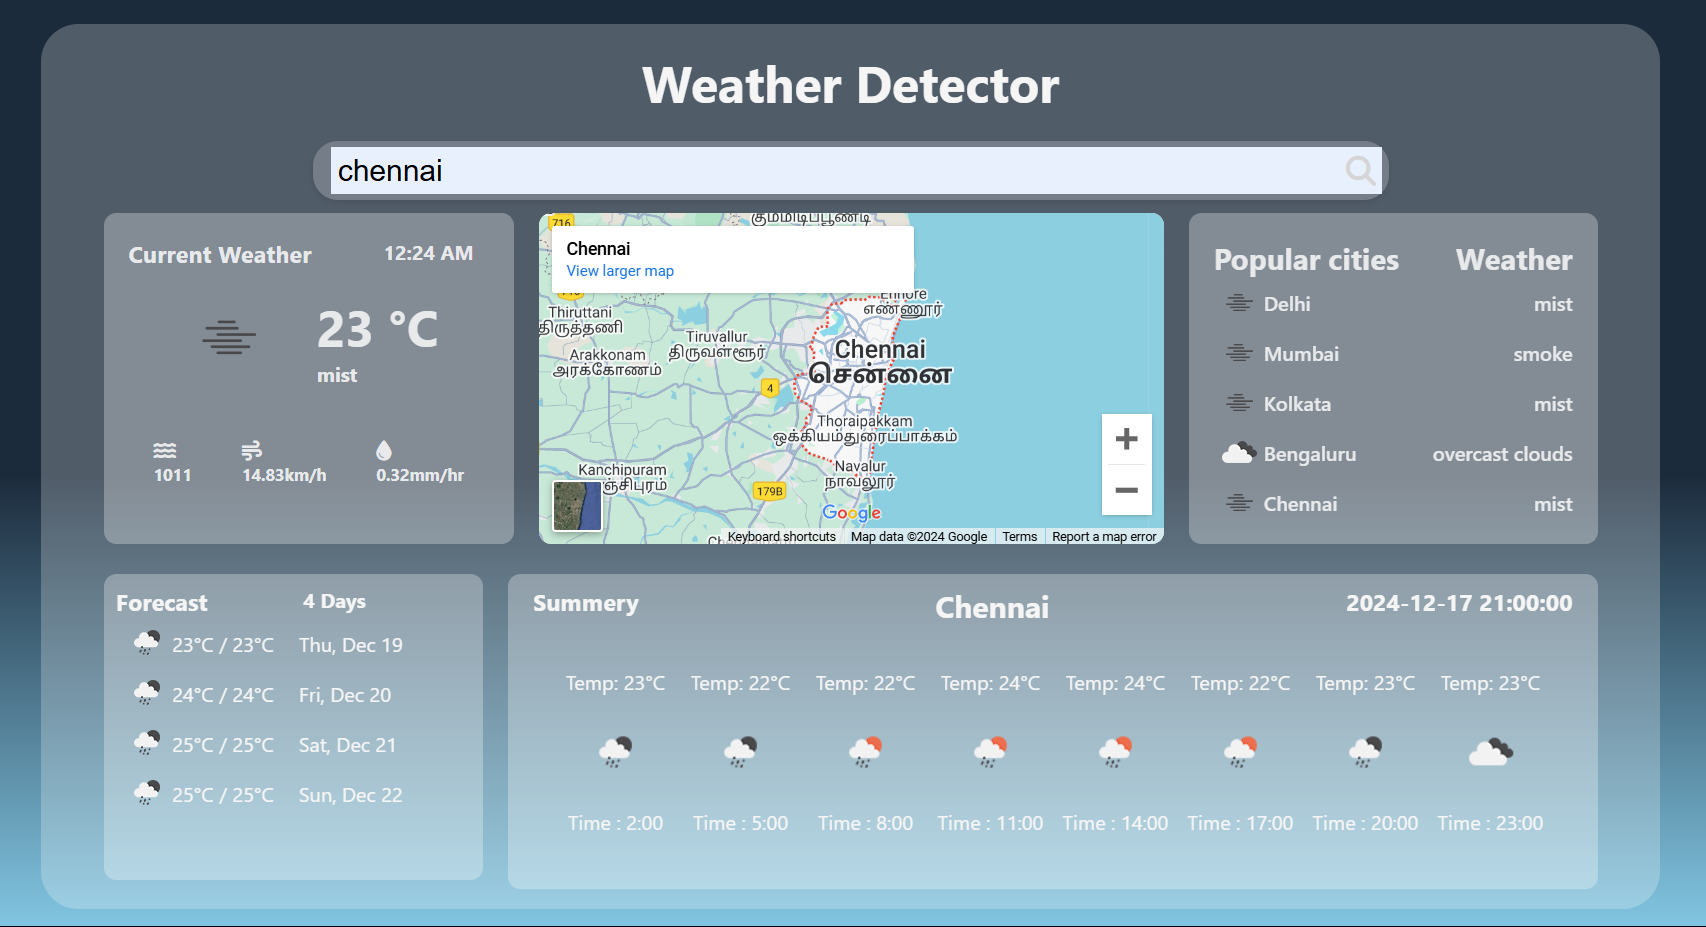 Weather Detector
chennai
Current Weather 12:24 AM
23 °C
mist
1011 14.83km/h 0.32mm/hr
716
கும்மிடிப்பூண்டி
Chennai
View larger map
Ennore
எண்ணூர்
Thiruttani
திருத்தணி
Tiruvallur
திருவள்ளூர்
Arakkonam
அரக்கோணம்
Chennai
சென்னை
4
Thoraipakkam
ஒக்கியம்துரைப்பாக்கம்
Kanchipuram
Navalur
நாவலூர்
179B
Google
Keyboard shortcuts Map data ©2024 Google Terms Report a map error
Popular cities Weather
Delhi mist
Mumbai smoke
Kolkata mist
Bengaluru overcast clouds
Chennai mist
Forecast 4 Days
23°C / 23°C Thu, Dec 19
24°C / 24°C Fri, Dec 20
25°C / 25°C Sat, Dec 21
25°C / 25°C Sun, Dec 22
Summery Chennai 2024-12-17 21:00:00
Temp: 23°C Temp: 22°C Temp: 22°C Temp: 24°C Temp: 24°C Temp: 22°C Temp: 23°C Temp: 23°C
Time : 2:00 Time : 5:00 Time : 8:00 Time : 11:00 Time : 14:00 Time : 17:00 Time : 20:00 Time : 23:00